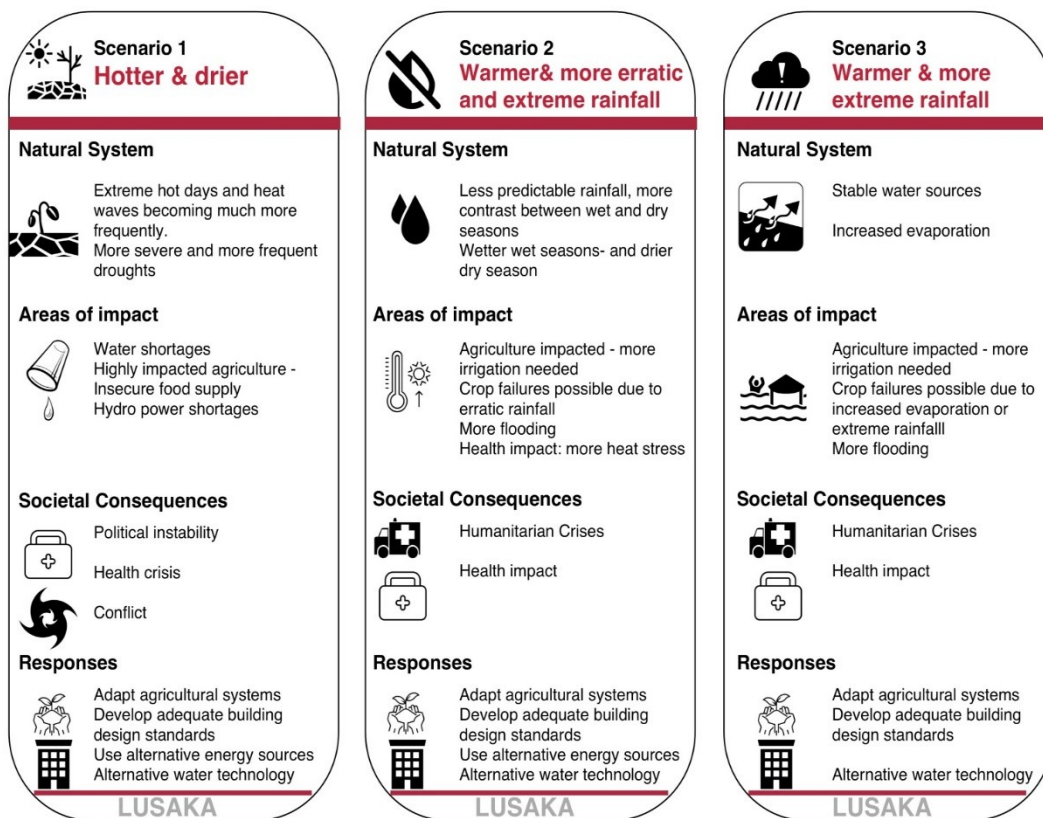 Scenario 1
Hotter & drier
Natural System
Extreme hot days and heat
waves becoming much more
frequently.
More severe and more frequent
droughts
Areas of impact
Water shortages
Highly impacted agriculture -
Insecure food supply
Hydro power shortages
Societal Consequences
Political instability
Health crisis
Conflict
Responses
Adapt agricultural systems
Develop adequate building
design standards
Use alternative energy sources
Alternative water technology
LUSAKA
Scenario 2
Warmer& more erratic
and extreme rainfall
Natural System
Less predictable rainfall, more
contrast between wet and dry
seasons
Wetter wet seasons- and drier
dry season
Areas of impact
Agriculture impacted - more
irrigation needed
Crop failures possible due to
erratic rainfall
More flooding
Health impact: more heat stress
Societal Consequences
Humanitarian Crises
Health impact
Responses
Adapt agricultural systems
Develop adequate building
design standards
Use alternative energy sources
Alternative water technology
LUSAKA
Scenario 3
Warmer & more
extreme rainfall
Natural System
Stable water sources
Increased evaporation
Areas of impact
Agriculture impacted - more
irrigation needed
Crop failures possible due to
increased evaporation or
extreme rainfalll
More flooding
Societal Consequences
Humanitarian Crises
Health impact
Responses
Adapt agricultural systems
Develop adequate building
design standards
Alternative water technology
LUSAKA